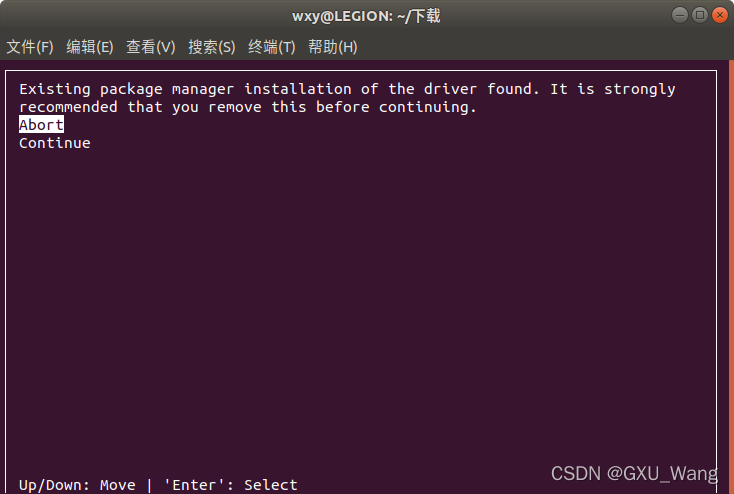 wxy@LEGION: ~/下载
文件(F) 编辑(E) 查看(V) 搜索(S) 终端(T) 帮助(H)
Existing package manager installation of the driver found. It is strongly
recommended that you remove this before continuing.
Abort
Continue
Up/Down: Move | 'Enter': Select
CSDN @GXU_Wang